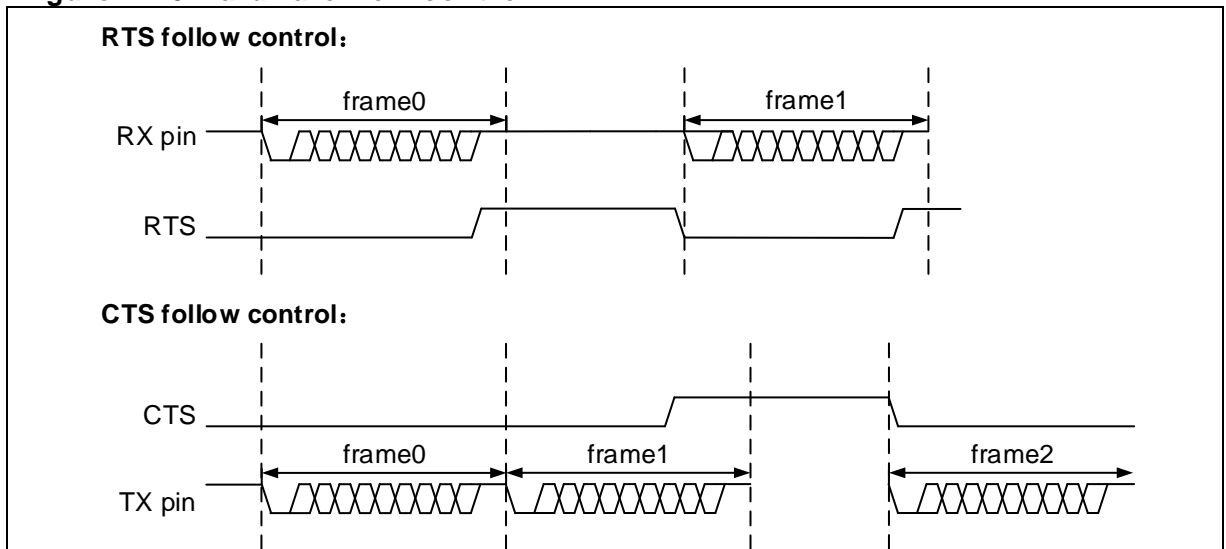 RTS follow control：
frame0
frame1
RX pin
RTS
CTS follow control：
CTS
frame0
frame1
frame2
TX pin